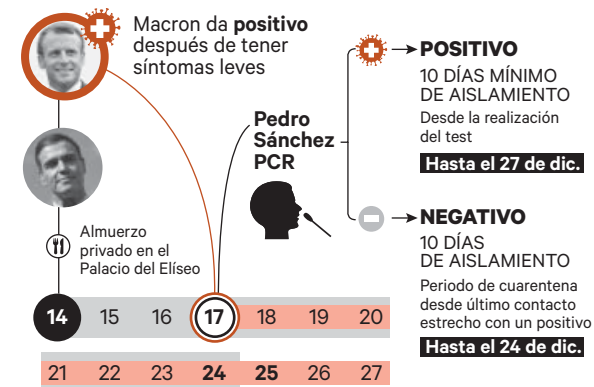 Macron da positivo
después de tener
síntomas leves
Almuerzo
privado en el
Palacio del Elíseo
Pedro
Sánchez
PCR
POSITIVO
10 DÍAS MÍNIMO
DE AISLAMIENTO
Desde la realización
del test
Hasta el 27 de dic.
NEGATIVO
10 DÍAS
DE AISLAMIENTO
Periodo de cuarentena
desde último contacto
estrecho con un positivo
Hasta el 24 de dic.
14 15 16 17 18 19 20
21 22 23 24 25 26 27